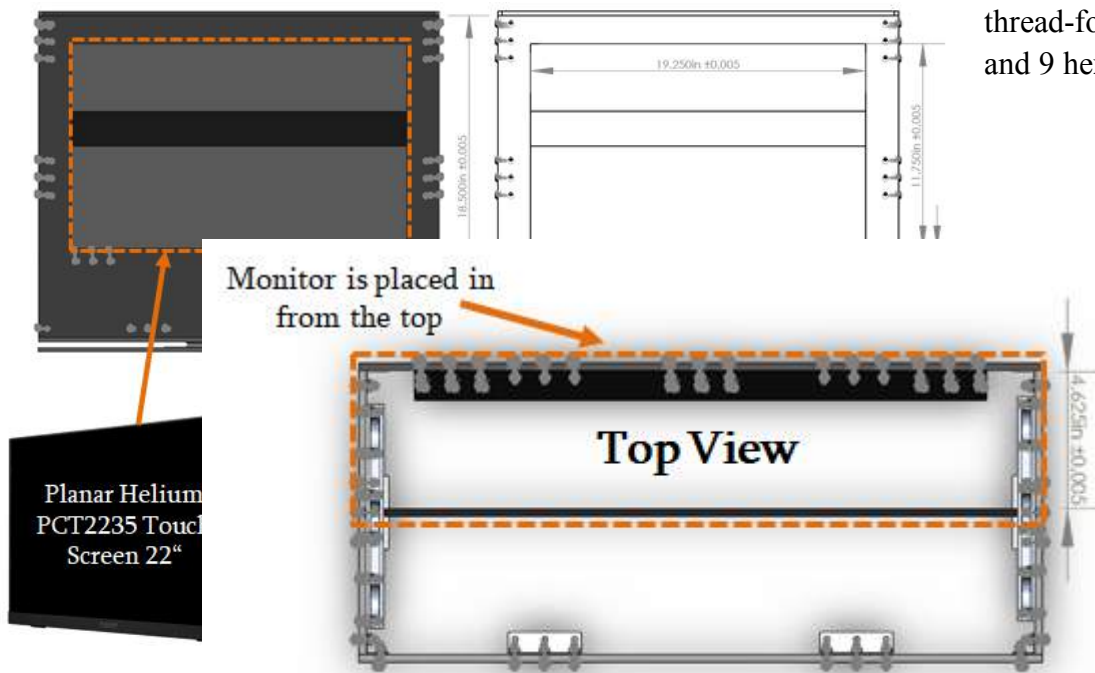 thread-fo
and 9 he
19.250in ±0.005
18.500in ±0.005
11.750in ±0.005
Monitor is placed in
from the top
4.625in ±0.005
Top View
Planar Helium
PCT2235 Touc
Screen 22“